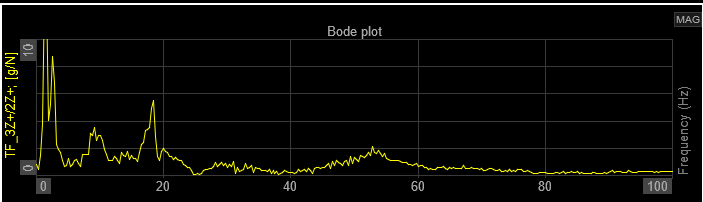 MAG
Bode plot
10
TF_3Z+/2Z+; [g/N]
0
Frequency (Hz)
0 20 40 60 80 100